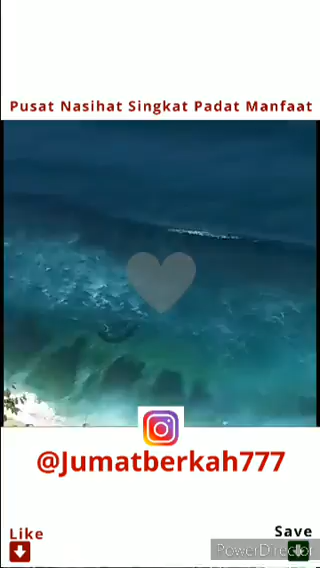 Pusat Nasihat Singkat Padat Manfaat
@Jumatberkah777
Like
Save
PowerDirector